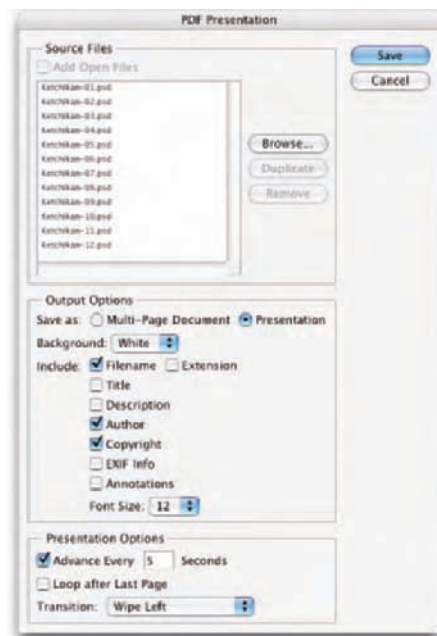 PDF Presentation
Source Files
Add Open Files
Ketchikan-01.psd
Ketchikan-02.psd
Ketchikan-03.psd
Ketchikan-04.psd
Ketchikan-05.psd
Ketchikan-06.psd
Ketchikan-07.psd
Ketchikan-08.psd
Ketchikan-09.psd
Ketchikan-10.psd
Ketchikan-11.psd
Ketchikan-12.psd
Browse...
Duplicate
Remove
Save
Cancel
Output Options
Save as: Multi-Page Document Presentation
Background: White
Include: Filename Extension
Title
Description
Author
Copyright
EXIF Info
Annotations
Font Size: 12
Presentation Options
Advance Every 5 Seconds
Loop after Last Page
Transition: Wipe Left